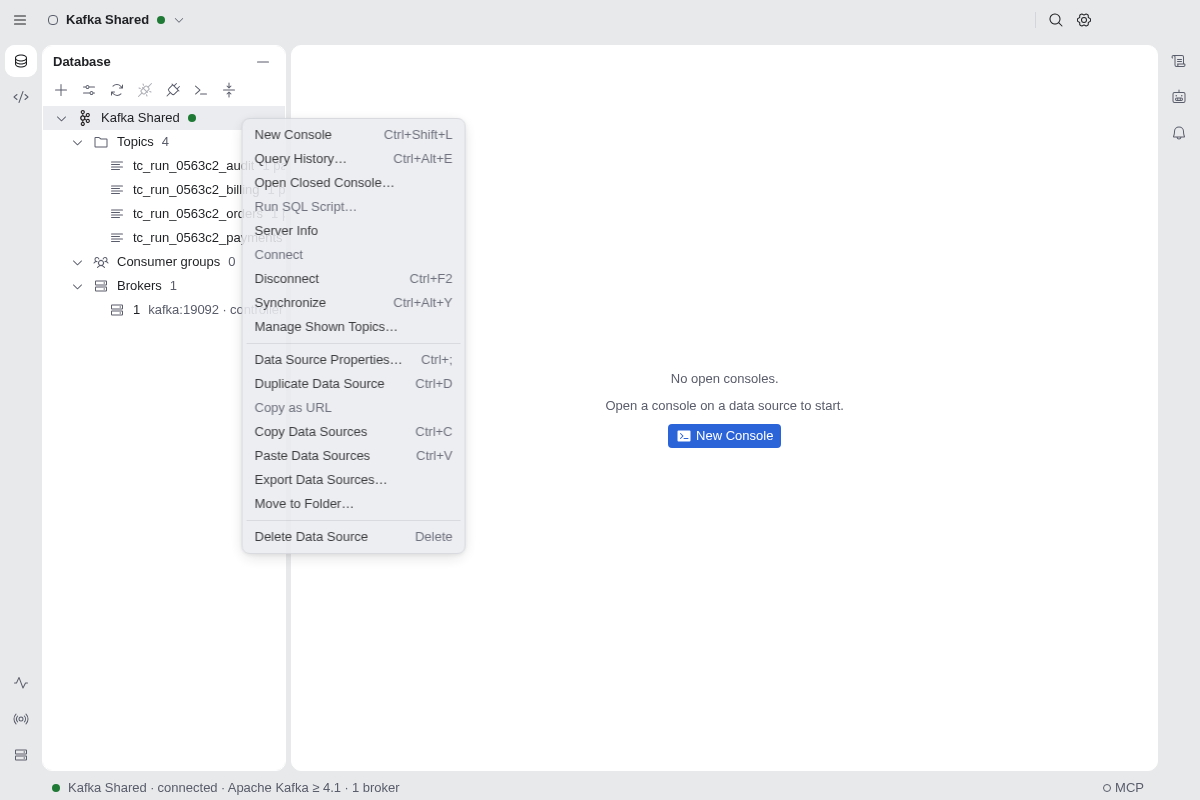 Kafka Shared
Database
Kafka Shared
Topics 4
tc_run_0563c2_audit
tc_run_0563c2_billing
tc_run_0563c2_orders
tc_run_0563c2_payments
Consumer groups 0
Brokers 1
1 kafka:19092 · controller
New Console Ctrl+Shift+L
Query History… Ctrl+Alt+E
Open Closed Console…
Run SQL Script…
Server Info
Connect
Disconnect Ctrl+F2
Synchronize Ctrl+Alt+Y
Manage Shown Topics…
Data Source Properties… Ctrl+;
Duplicate Data Source Ctrl+D
Copy as URL
Copy Data Sources Ctrl+C
Paste Data Sources Ctrl+V
Export Data Sources…
Move to Folder…
Delete Data Source Delete
No open consoles.
Open a console on a data source to start.
New Console
Kafka Shared · connected · Apache Kafka ≥ 4.1 · 1 broker
MCP